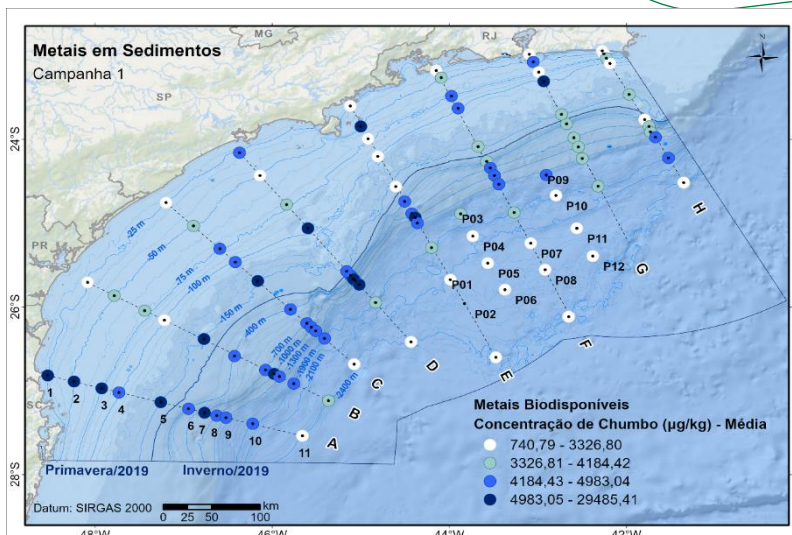 MG
RJ
Metais em Sedimentos
Campanha 1
SP
PR
SC
24°S
26°S
28°S
-25 m
-50 m
-75 m
-100 m
-150 m
-400 m
-700 m
-1000 m
-1300 m
-1900 m
-2100 m
-2400 m
P09
P10
P03
P04
P11
P07
P05
P12
P01
P08
P06
P02
H
G
F
E
D
C
B
A
1
2
3
4
5
6
7
8
9
10
11
Primavera/2019
Inverno/2019
Datum: SIRGAS 2000
0 25 50 100
km
Metais Biodisponíveis
Concentração de Chumbo (µg/kg) - Média
740,79 - 3326,80
3326,81 - 4184,42
4184,43 - 4983,04
4983,05 - 29485,41
48°W
46°W
44°W
42°W